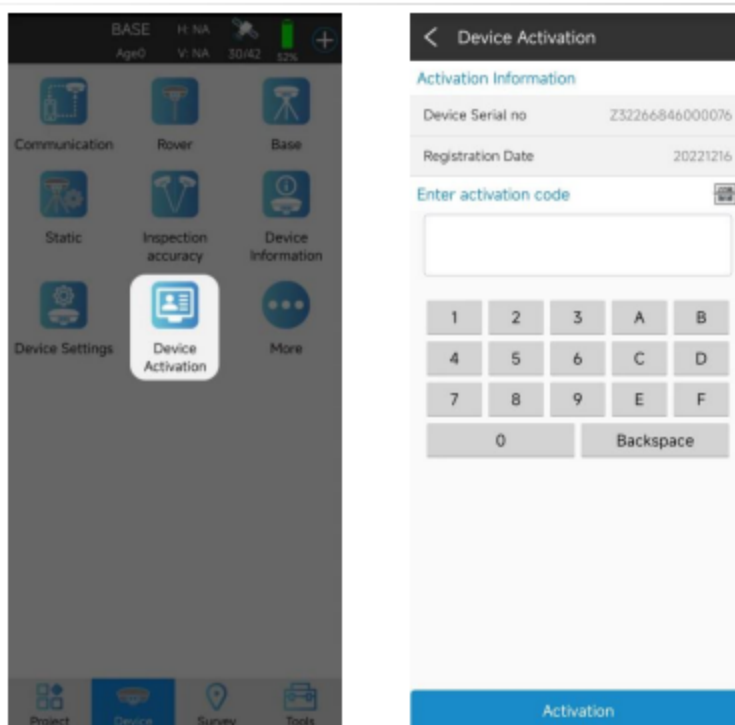 BASE H: NA
Age0 V: NA 30/42 52%
Communication Rover Base
Static Inspection accuracy Device Information
Device Settings Device Activation More
Project Device Survey Tools
Device Activation
Activation Information
Device Serial no Z32266846000076
Registration Date 20221216
Enter activation code
1 2 3 A B
4 5 6 C D
7 8 9 E F
0 Backspace
Activation